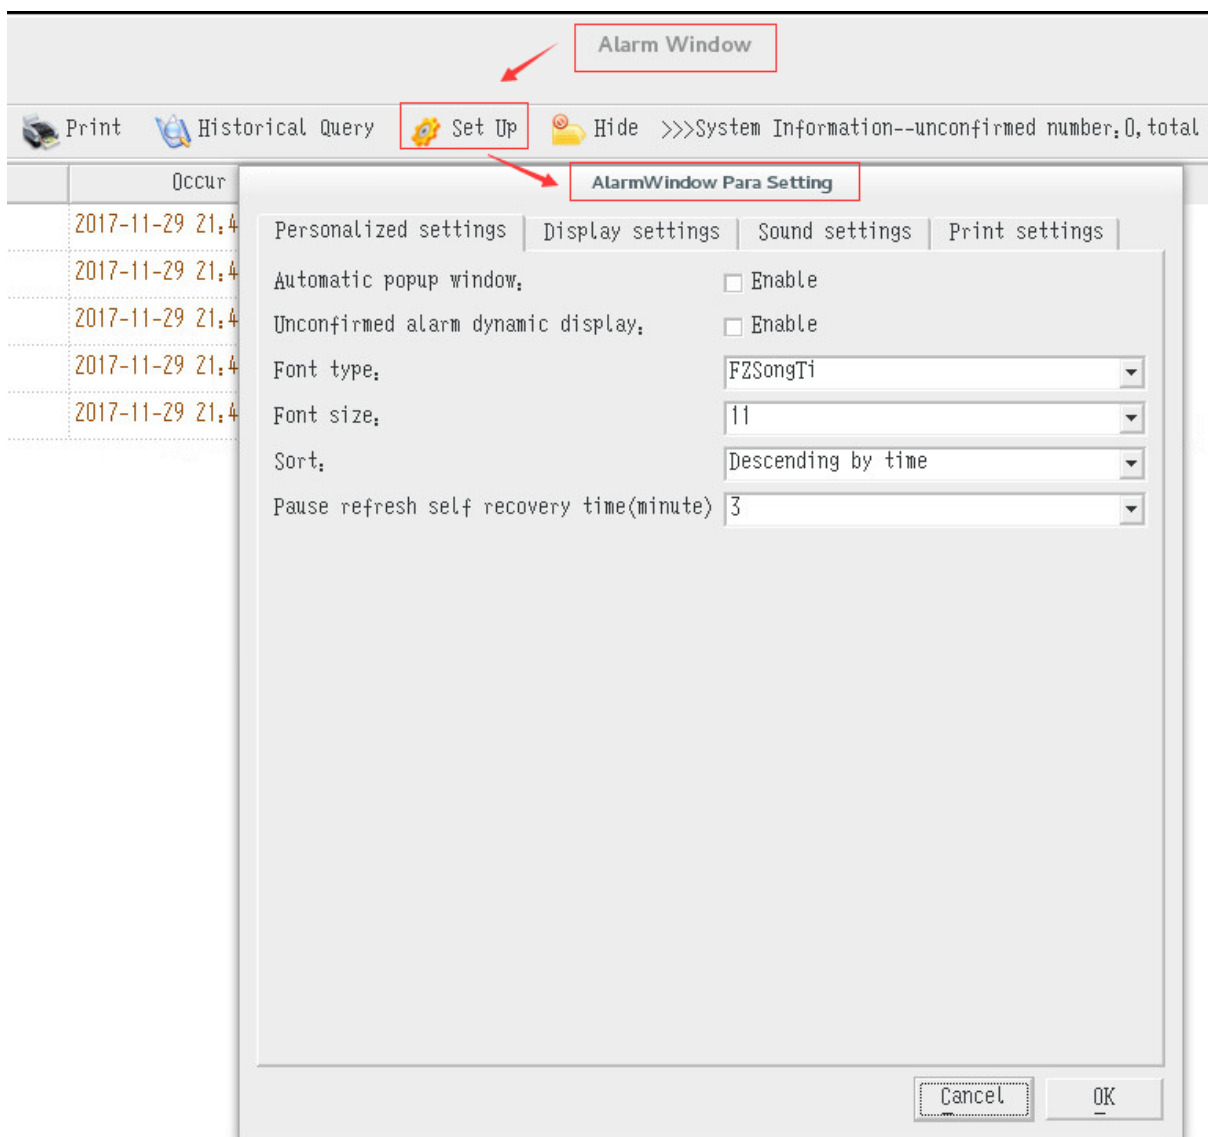 Alarm Window
Print Historical Query Set Up Hide >>>System Information--unconfirmed number:0,total
Occur
AlarmWindow Para Setting
2017-11-29 21:4
2017-11-29 21:4
2017-11-29 21:4
2017-11-29 21:4
2017-11-29 21:4
Personalized settings Display settings Sound settings Print settings
Automatic popup window: Enable
Unconfirmed alarm dynamic display: Enable
Font type: FZSongTi
Font size: 11
Sort: Descending by time
Pause refresh self recovery time(minute) 3
Cancel OK